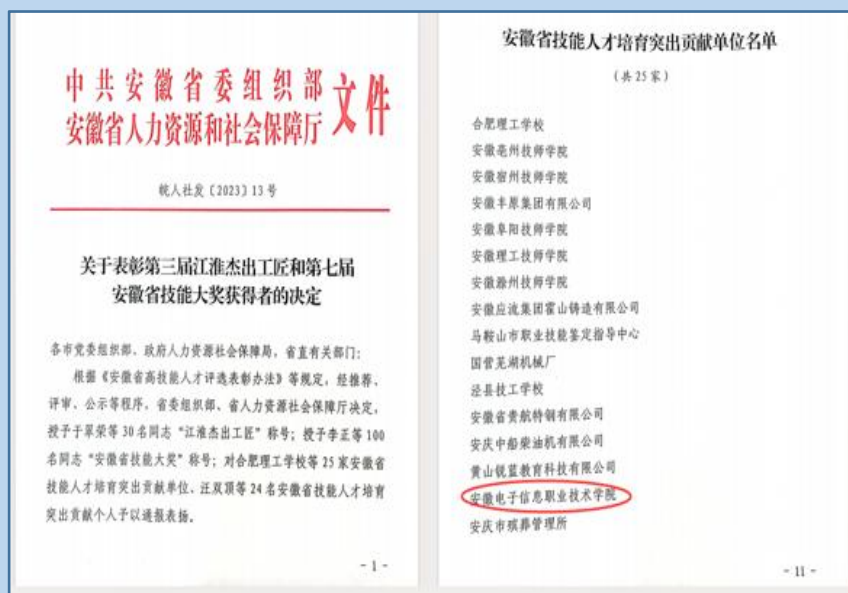 中共安徽省委组织部
安徽省人力资源和社会保障厅
文件
皖人社发〔2023〕13号
关于表彰第三届江淮杰出工匠和第七届
安徽省技能大奖获得者的决定
各市党委组织部、政府人力资源社会保障局，省直有关部门：
根据《安徽省高技能人才评选表彰办法》等规定，经推荐、
评审、公示等程序，省委组织部、省人力资源社会保障厅决定，
授予于翠荣等30名同志“江淮杰出工匠”称号；授予李正等100
名同志“安徽省技能大奖”称号；对合肥理工学校等25家安徽省
技能人才培育突出贡献单位、汪双顶等24名安徽省技能人才培育
突出贡献个人予以通报表扬。
- 1 -
安徽省技能人才培育突出贡献单位名单
（共25家）
合肥理工学校
安徽亳州技师学院
安徽宿州技师学院
安徽丰原集团有限公司
安徽阜阳技师学院
安徽理工技师学院
安徽滁州技师学院
安徽应流集团霍山铸造有限公司
马鞍山市职业技能鉴定指导中心
国营芜湖机械厂
泾县技工学校
安徽省贵航特钢有限公司
安庆中船柴油机有限公司
黄山锐蓝教育科技有限公司
安徽电子信息职业技术学院
安庆市殡葬管理所
- 11 -